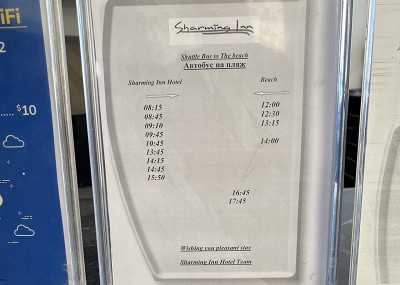 iFi
2
..... $10
Sharming Inn
Shuttle Bus to The beach
Автобус на пляж
Sharming Inn Hotel Beach
08:15 12:00
08:45 12:30
09:10 13:15
09:45
10:45 14:00
13:45
14:15
14:45
15:50
16:45
17:45
Wishing you pleasant stay
Sharming Inn Hotel Team